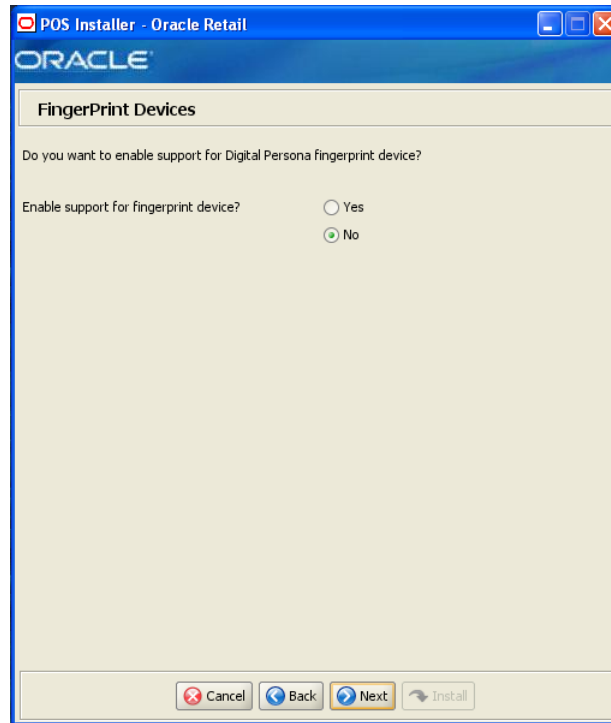 POS Installer - Oracle Retail
ORACLE
FingerPrint Devices
Do you want to enable support for Digital Persona fingerprint device?
Enable support for fingerprint device?
Yes
No
Cancel
Back
Next
Install